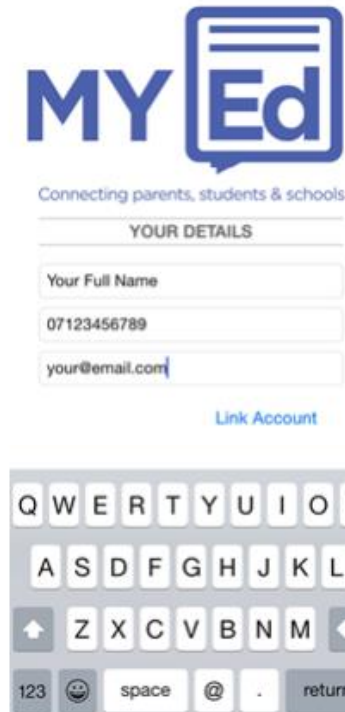 MY Ed
Connecting parents, students & schools
YOUR DETAILS
Your Full Name
07123456789
your@email.com
Link Account
Q W E R T Y U I O
A S D F G H J K L
Z X C V B N M
123 space @ . return